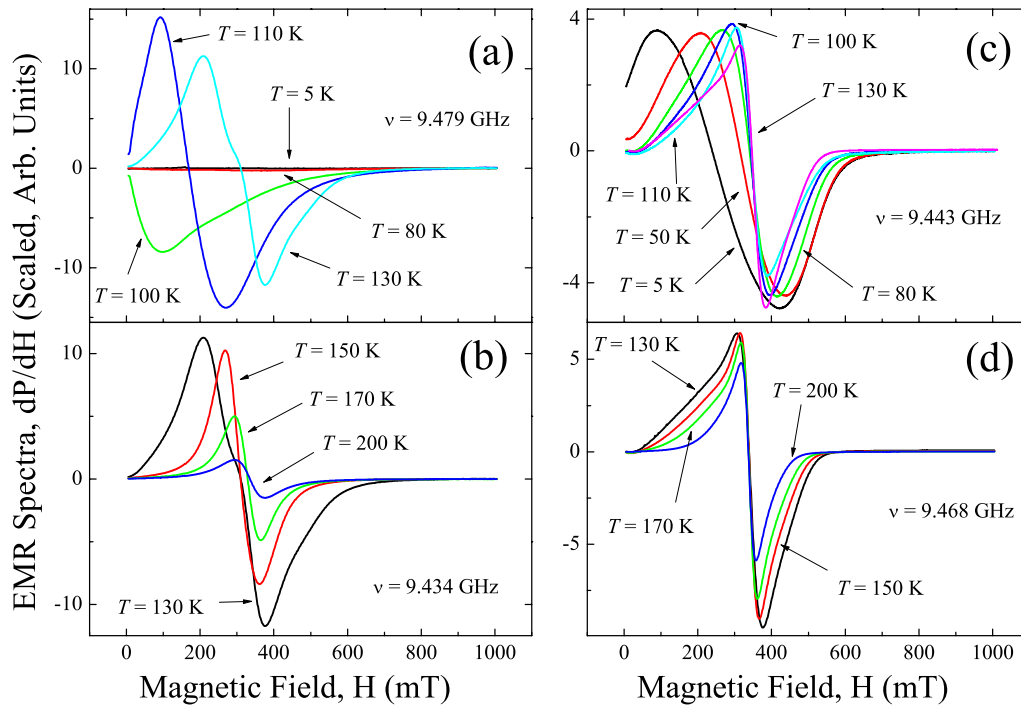 EMR Spectra, dP/dH (Scaled, Arb. Units)
(a)
10
0
-10
T = 110 K
T = 5 K
ν = 9.479 GHz
T = 80 K
T = 100 K
T = 130 K
(b)
10
0
-10
T = 150 K
T = 170 K
T = 200 K
T = 130 K
ν = 9.434 GHz
0 200 400 600 800 1000
Magnetic Field, H (mT)
(c)
4
0
-4
T = 100 K
T = 130 K
T = 110 K
ν = 9.443 GHz
T = 50 K
T = 5 K
T = 80 K
(d)
5
0
-5
T = 130 K
T = 200 K
T = 170 K
ν = 9.468 GHz
T = 150 K
0 200 400 600 800 1000
Magnetic Field, H (mT)